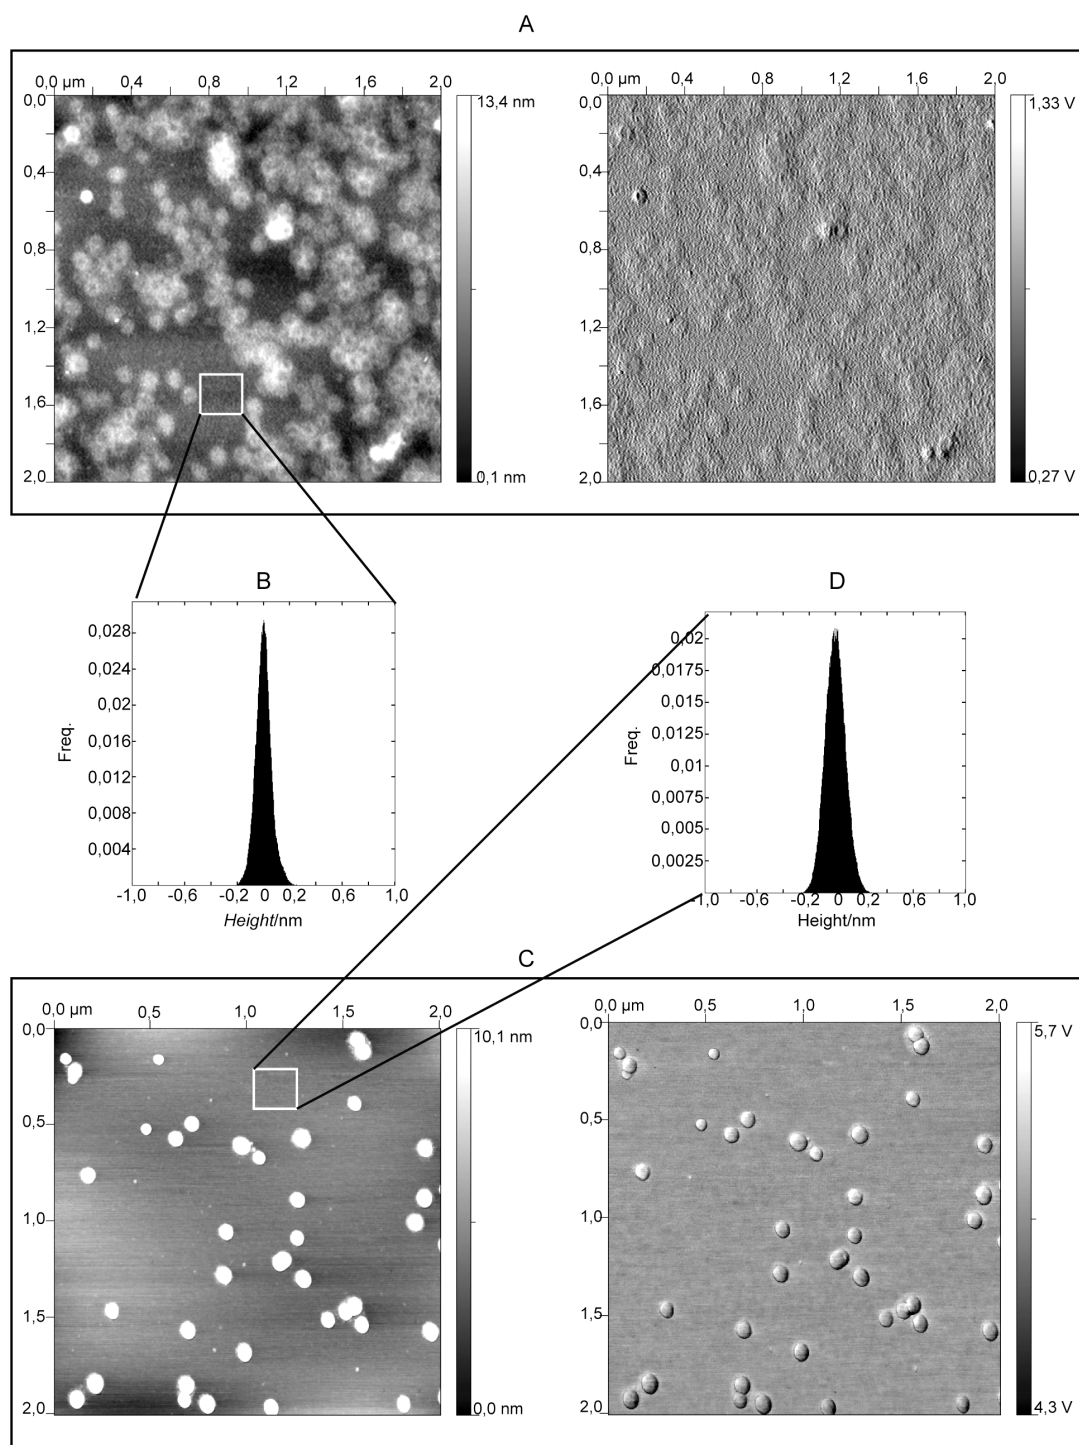 A
0,0 µm 0,4 0,8 1,2 1,6 2,0
0,0
0,4
0,8
1,2
1,6
2,0
13,4 nm
0,1 nm
0,0 µm 0,4 0,8 1,2 1,6 2,0
0,0
0,4
0,8
1,2
1,6
2,0
1,33 V
0,27 V
B
0,028
0,024
0,02
0,016
0,012
0,008
0,004
Freq.
-1,0 -0,6 -0,2 0 0,2 0,6 1,0
Height/nm
D
0,02
0,0175
0,015
0,0125
0,01
0,0075
0,005
0,0025
Freq.
-1,0 -0,6 -0,2 0 0,2 0,6 1,0
Height/nm
C
0,0 µm 0,5 1,0 1,5 2,0
0,0
0,5
1,0
1,5
2,0
10,1 nm
0,0 nm
0,0 µm 0,5 1,0 1,5 2,0
0,0
0,5
1,0
1,5
2,0
5,7 V
4,3 V